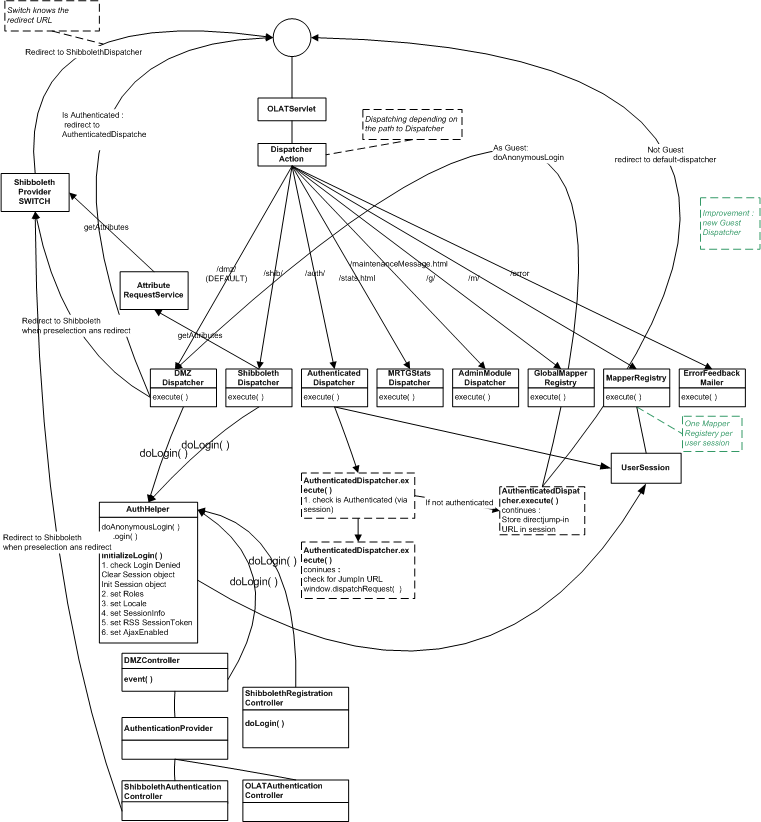 Switch knows the
redirect URL
Redirect to ShibbolethDispatcher
OLATServlet
Is Authenticated :
redirect to
AuthenticatedDispatche
Dispatching depending on
the path to Dispatcher
Dispatcher
Action
As Guest:
doAnonymousLogin
Not Guest
redirect to default-dispatcher
Shibboleth
Provider
SWITCH
Improvement :
new Guest
Dispatcher
getAttributes
Attribute
RequestService
/dmz/
(DEFAULT)
/shib/
/auth/
/maintenanceMessage.html
/stats.html
/g/
/m/
/error
Redirect to Shibboleth
when preselection ans redirect
getAttributes
DMZ
Dispatcher
execute( )
Shibboleth
Dispatcher
execute( )
Authenticated
Dispatcher
execute( )
MRTGStats
Dispatcher
execute( )
AdminModule
Dispatcher
execute( )
GlobalMapper
Registry
execute( )
MapperRegistry
execute( )
ErrorFeedback
Mailer
execute( )
One Mapper
Registery per
user session
doLogin( )
doLogin( )
UserSession
AuthenticatedDispatcher.ex
ecute( )
1. check is Authenticated (via
session)
If not authenticated
AuthenticatedDispat
cher.execute( )
continues :
Store directjump-in
URL in session
AuthHelper
doAnonymousLogin( )
.ogin( )
initializeLogin( )
1. check Login Denied
Clear Session object
Init Session object
2. set Roles
3. set Locale
4. set SessionInfo
5. set RSS SessionToken
6. set AjaxEnabled
Redirect to Shibboleth
when preselection ans redirect
AuthenticatedDispatcher.ex
ecute( )
coninues :
check for JumpIn URL
window.dispatchRequest( )
doLogin( )
doLogin( )
DMZController
event( )
ShibbolethRegistration
Controller
doLogin( )
AuthenticationProvider
ShibbolethAuthentication
Controller
OLATAuthentication
Controller